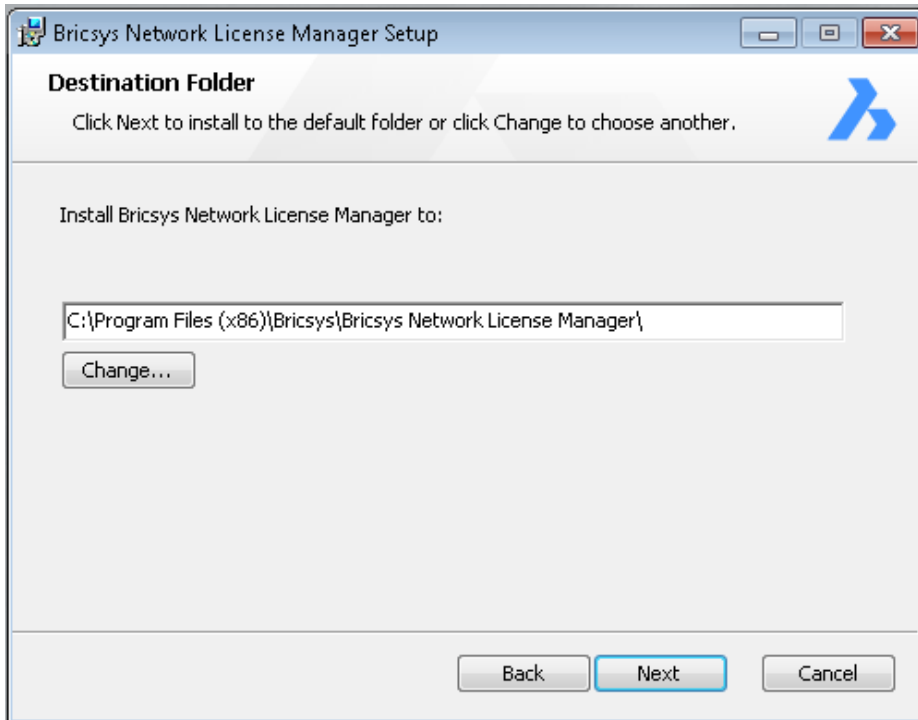 Bricsys Network License Manager Setup
Destination Folder
Click Next to install to the default folder or click Change to choose another.
Install Bricsys Network License Manager to:
C:\Program Files (x86)\Bricsys\Bricsys Network License Manager\
Change...
Back Next Cancel